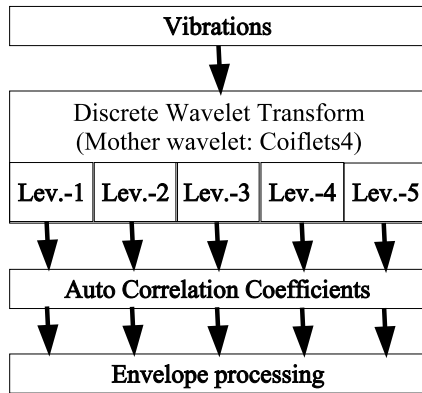 Vibrations
Discrete Wavelet Transform
(Mother wavelet: Coiflets4)
Lev.-1 Lev.-2 Lev.-3 Lev.-4 Lev.-5
Auto Correlation Coefficients
Envelope processing